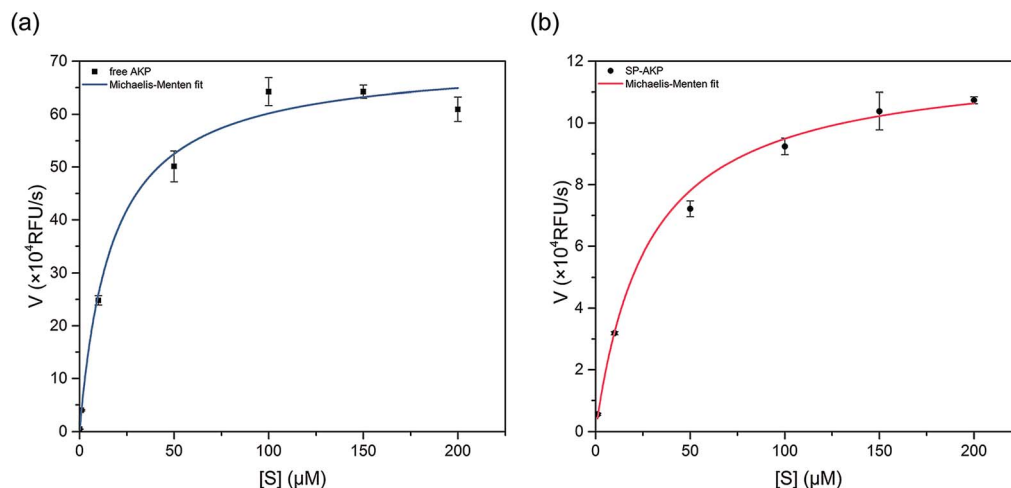 (a)
70
60
50
40
30
20
10
0
V (×10⁴RFU/s)
free AKP
Michaelis-Menten fit
0 50 100 150 200
[S] (μM)
(b)
12
10
8
6
4
2
0
V (×10⁴RFU/s)
SP-AKP
Michaelis-Menten fit
0 50 100 150 200
[S] (μM)